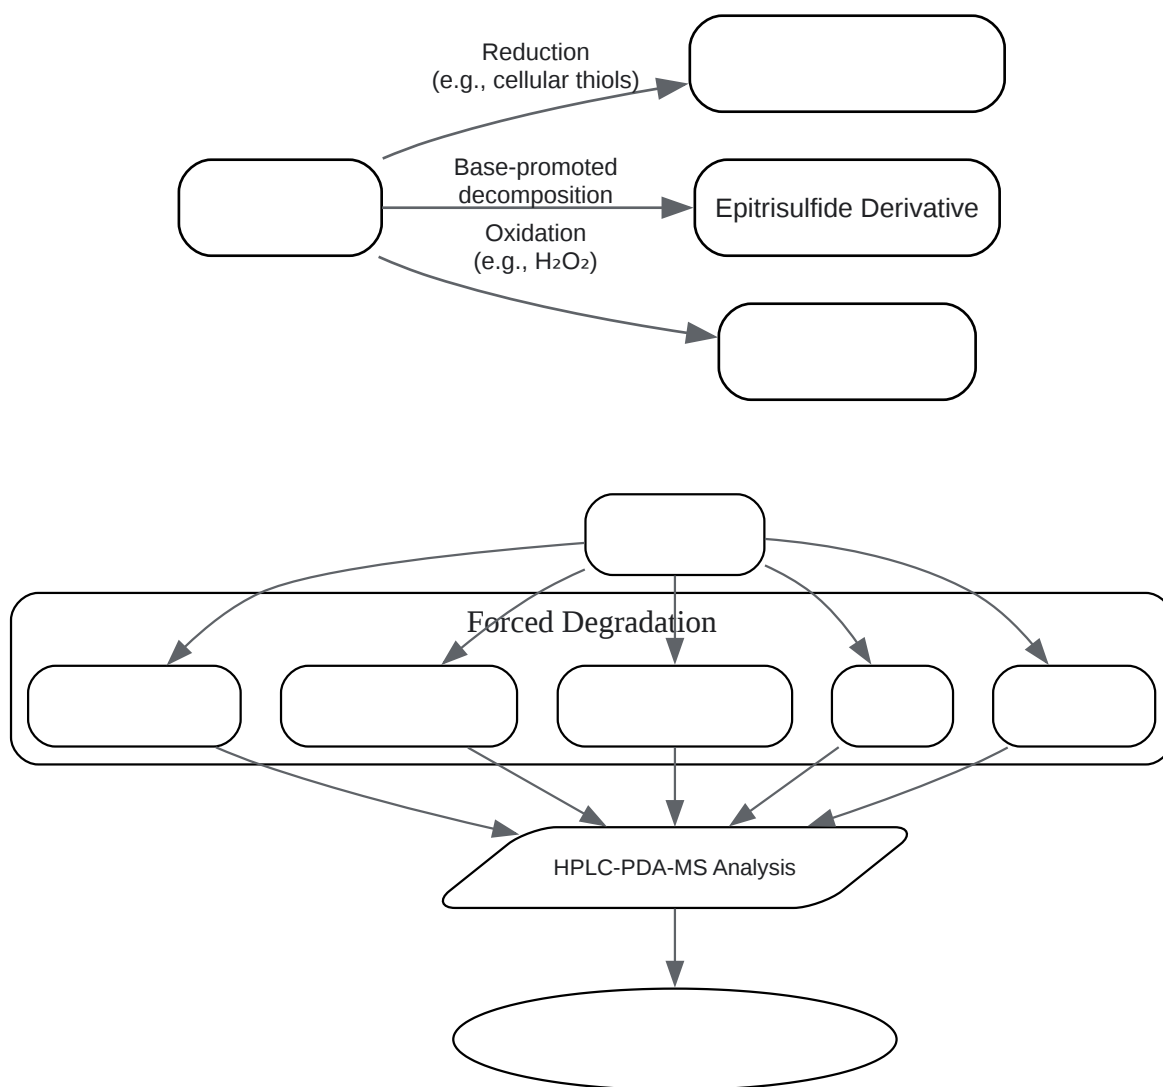 Reduction
(e.g., cellular thiols)
Base-promoted
decomposition
Epitrisulfide Derivative
Oxidation
(e.g., H₂O₂)
Forced Degradation
HPLC-PDA-MS Analysis